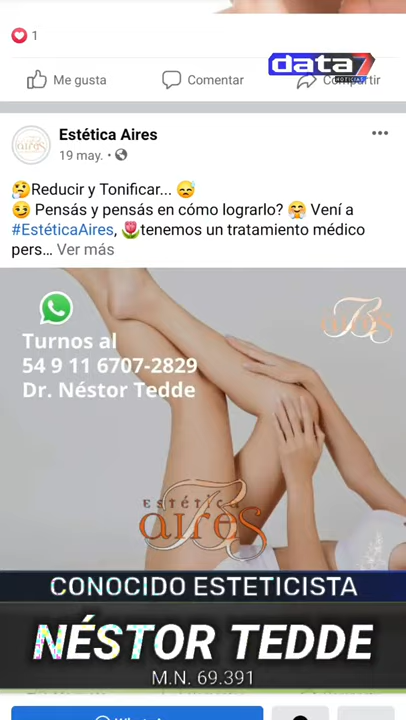 1
data7
NOTICIAS
Me gusta
Comentar
Compartir
Estética Aires
19 may.
🤔Reducir y Tonificar... 😪
😏 Pensás y pensás en cómo lograrlo? 🤗 Vení a
#EstéticaAires, 🌷tenemos un tratamiento médico
pers... Ver más
Turnos al
54 9 11 6707-2829
Dr. Néstor Tedde
Estética
aires
CONOCIDO ESTETICISTA
NÉSTOR TEDDE
M.N. 69.391